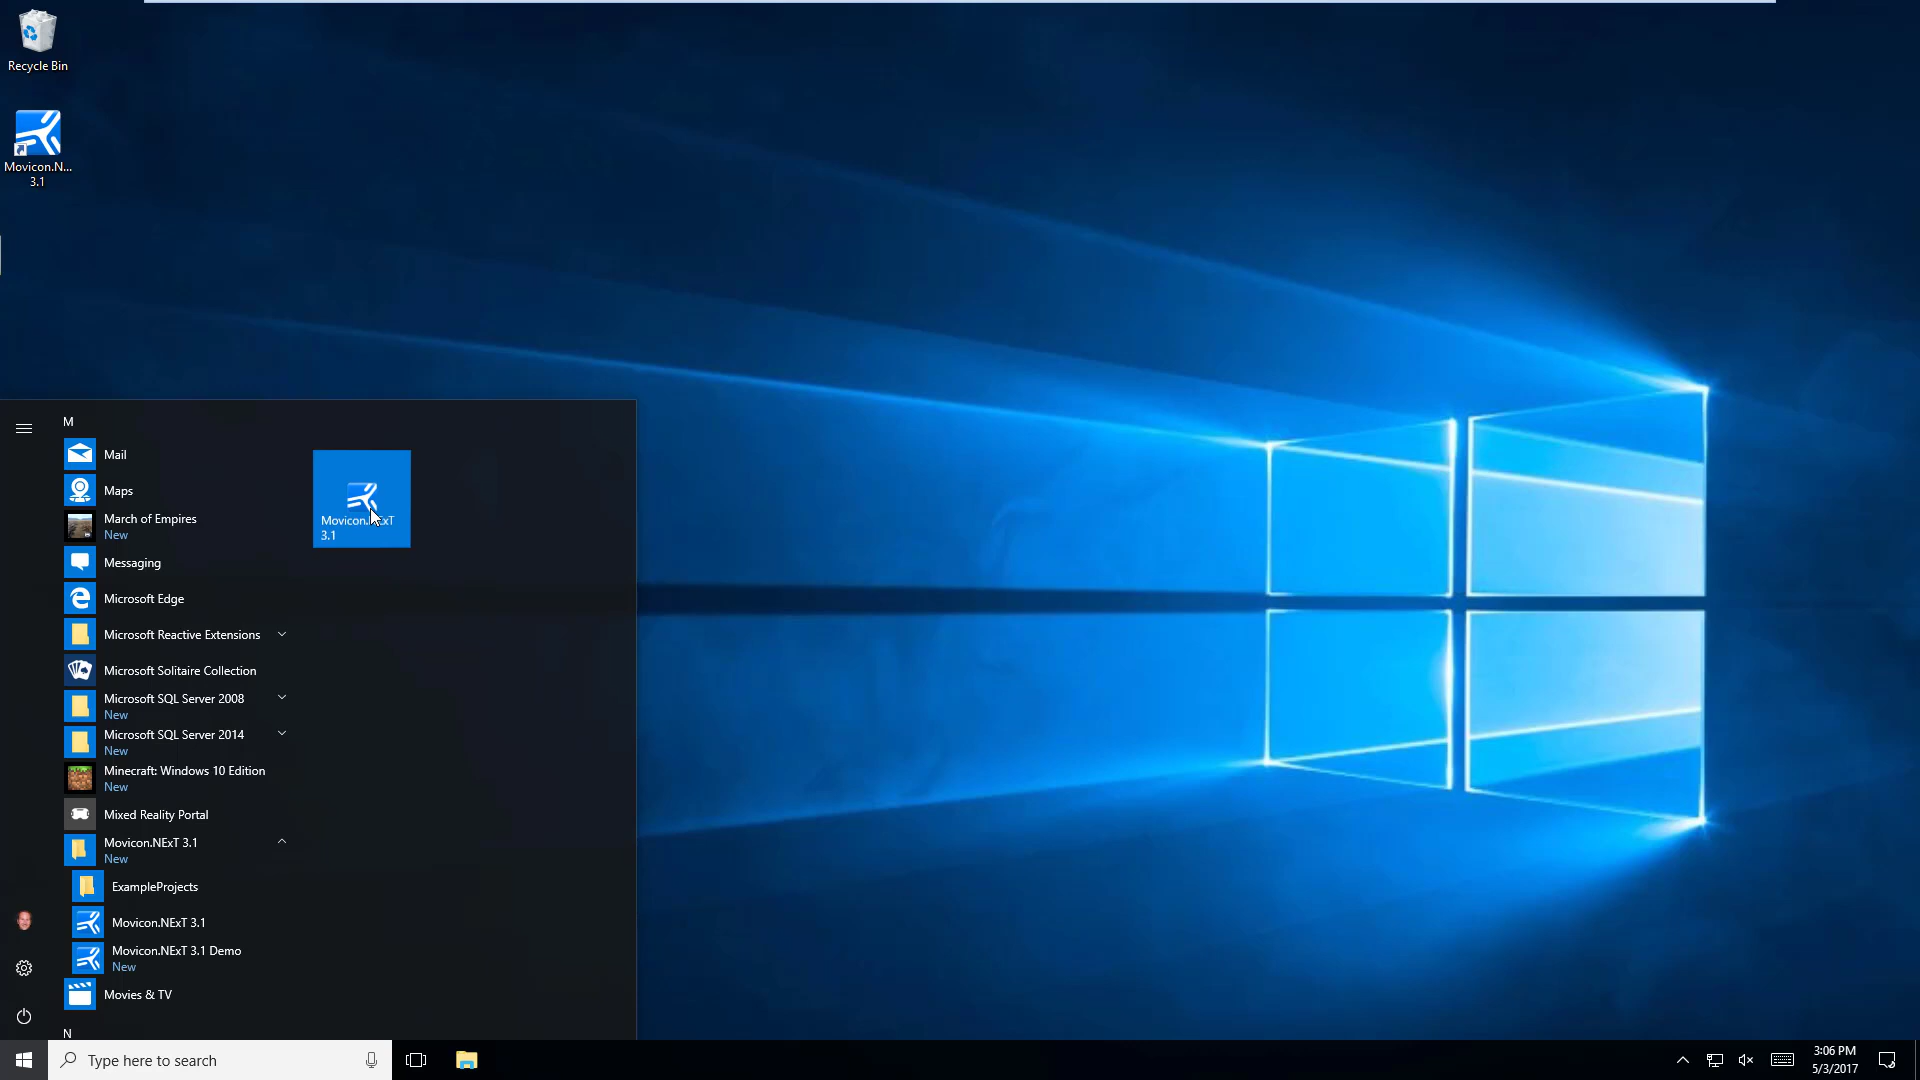 Recycle Bin
Movicon.N...
3.1
M
Mail
Maps
March of Empires
New
Messaging
Microsoft Edge
Microsoft Reactive Extensions
Microsoft Solitaire Collection
Microsoft SQL Server 2008
New
Microsoft SQL Server 2014
New
Minecraft: Windows 10 Edition
New
Mixed Reality Portal
Movicon.NExT 3.1
New
ExampleProjects
Movicon.NExT 3.1
Movicon.NExT 3.1 Demo
New
Movies & TV
N
Movicon.NExT
3.1
Type here to search
3:06 PM
5/3/2017